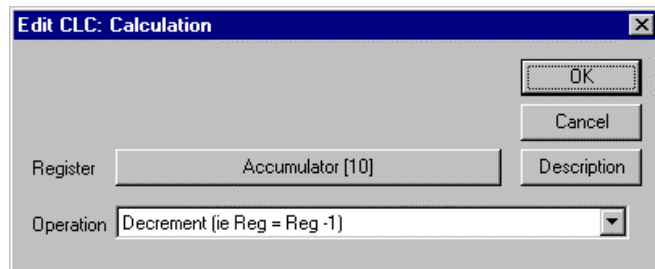 Edit CLC: Calculation
OK
Cancel
Register Accumulator [10] Description
Operation Decrement (ie Reg = Reg -1)